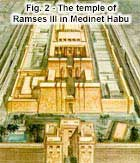 Fig. 2 - The temple of
Ramses III in Medinet Habu